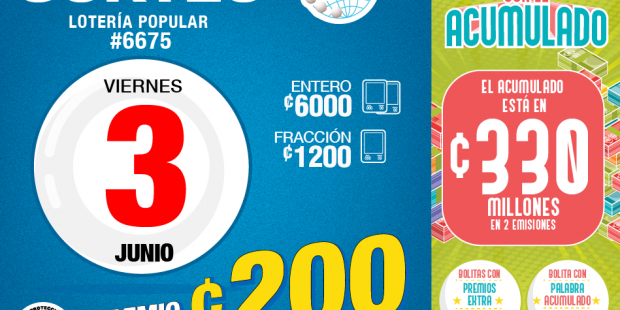 LOTERÍA POPULAR
#6675
VIERNES
3
JUNIO
ENTERO
¢6000
FRACCIÓN
¢1200
¢200
ACUMULADO
EL ACUMULADO
ESTÁ EN
¢330
MILLONES
EN 2 EMISIONES
BOLITAS CON
PREMIOS
EXTRA
BOLITA CON
PALABRA
ACUMULADO